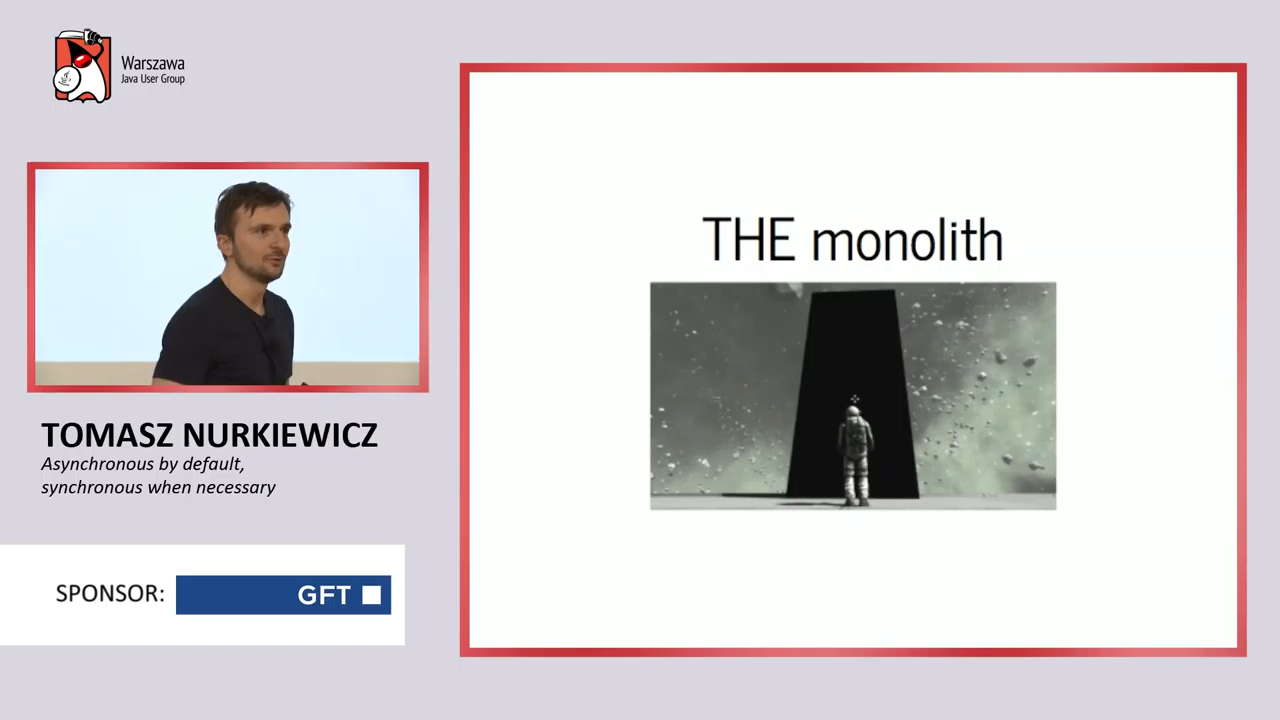 Warszawa
Java User Group
THE monolith
TOMASZ NURKIEWICZ
Asynchronous by default,
synchronous when necessary
SPONSOR:
GFT